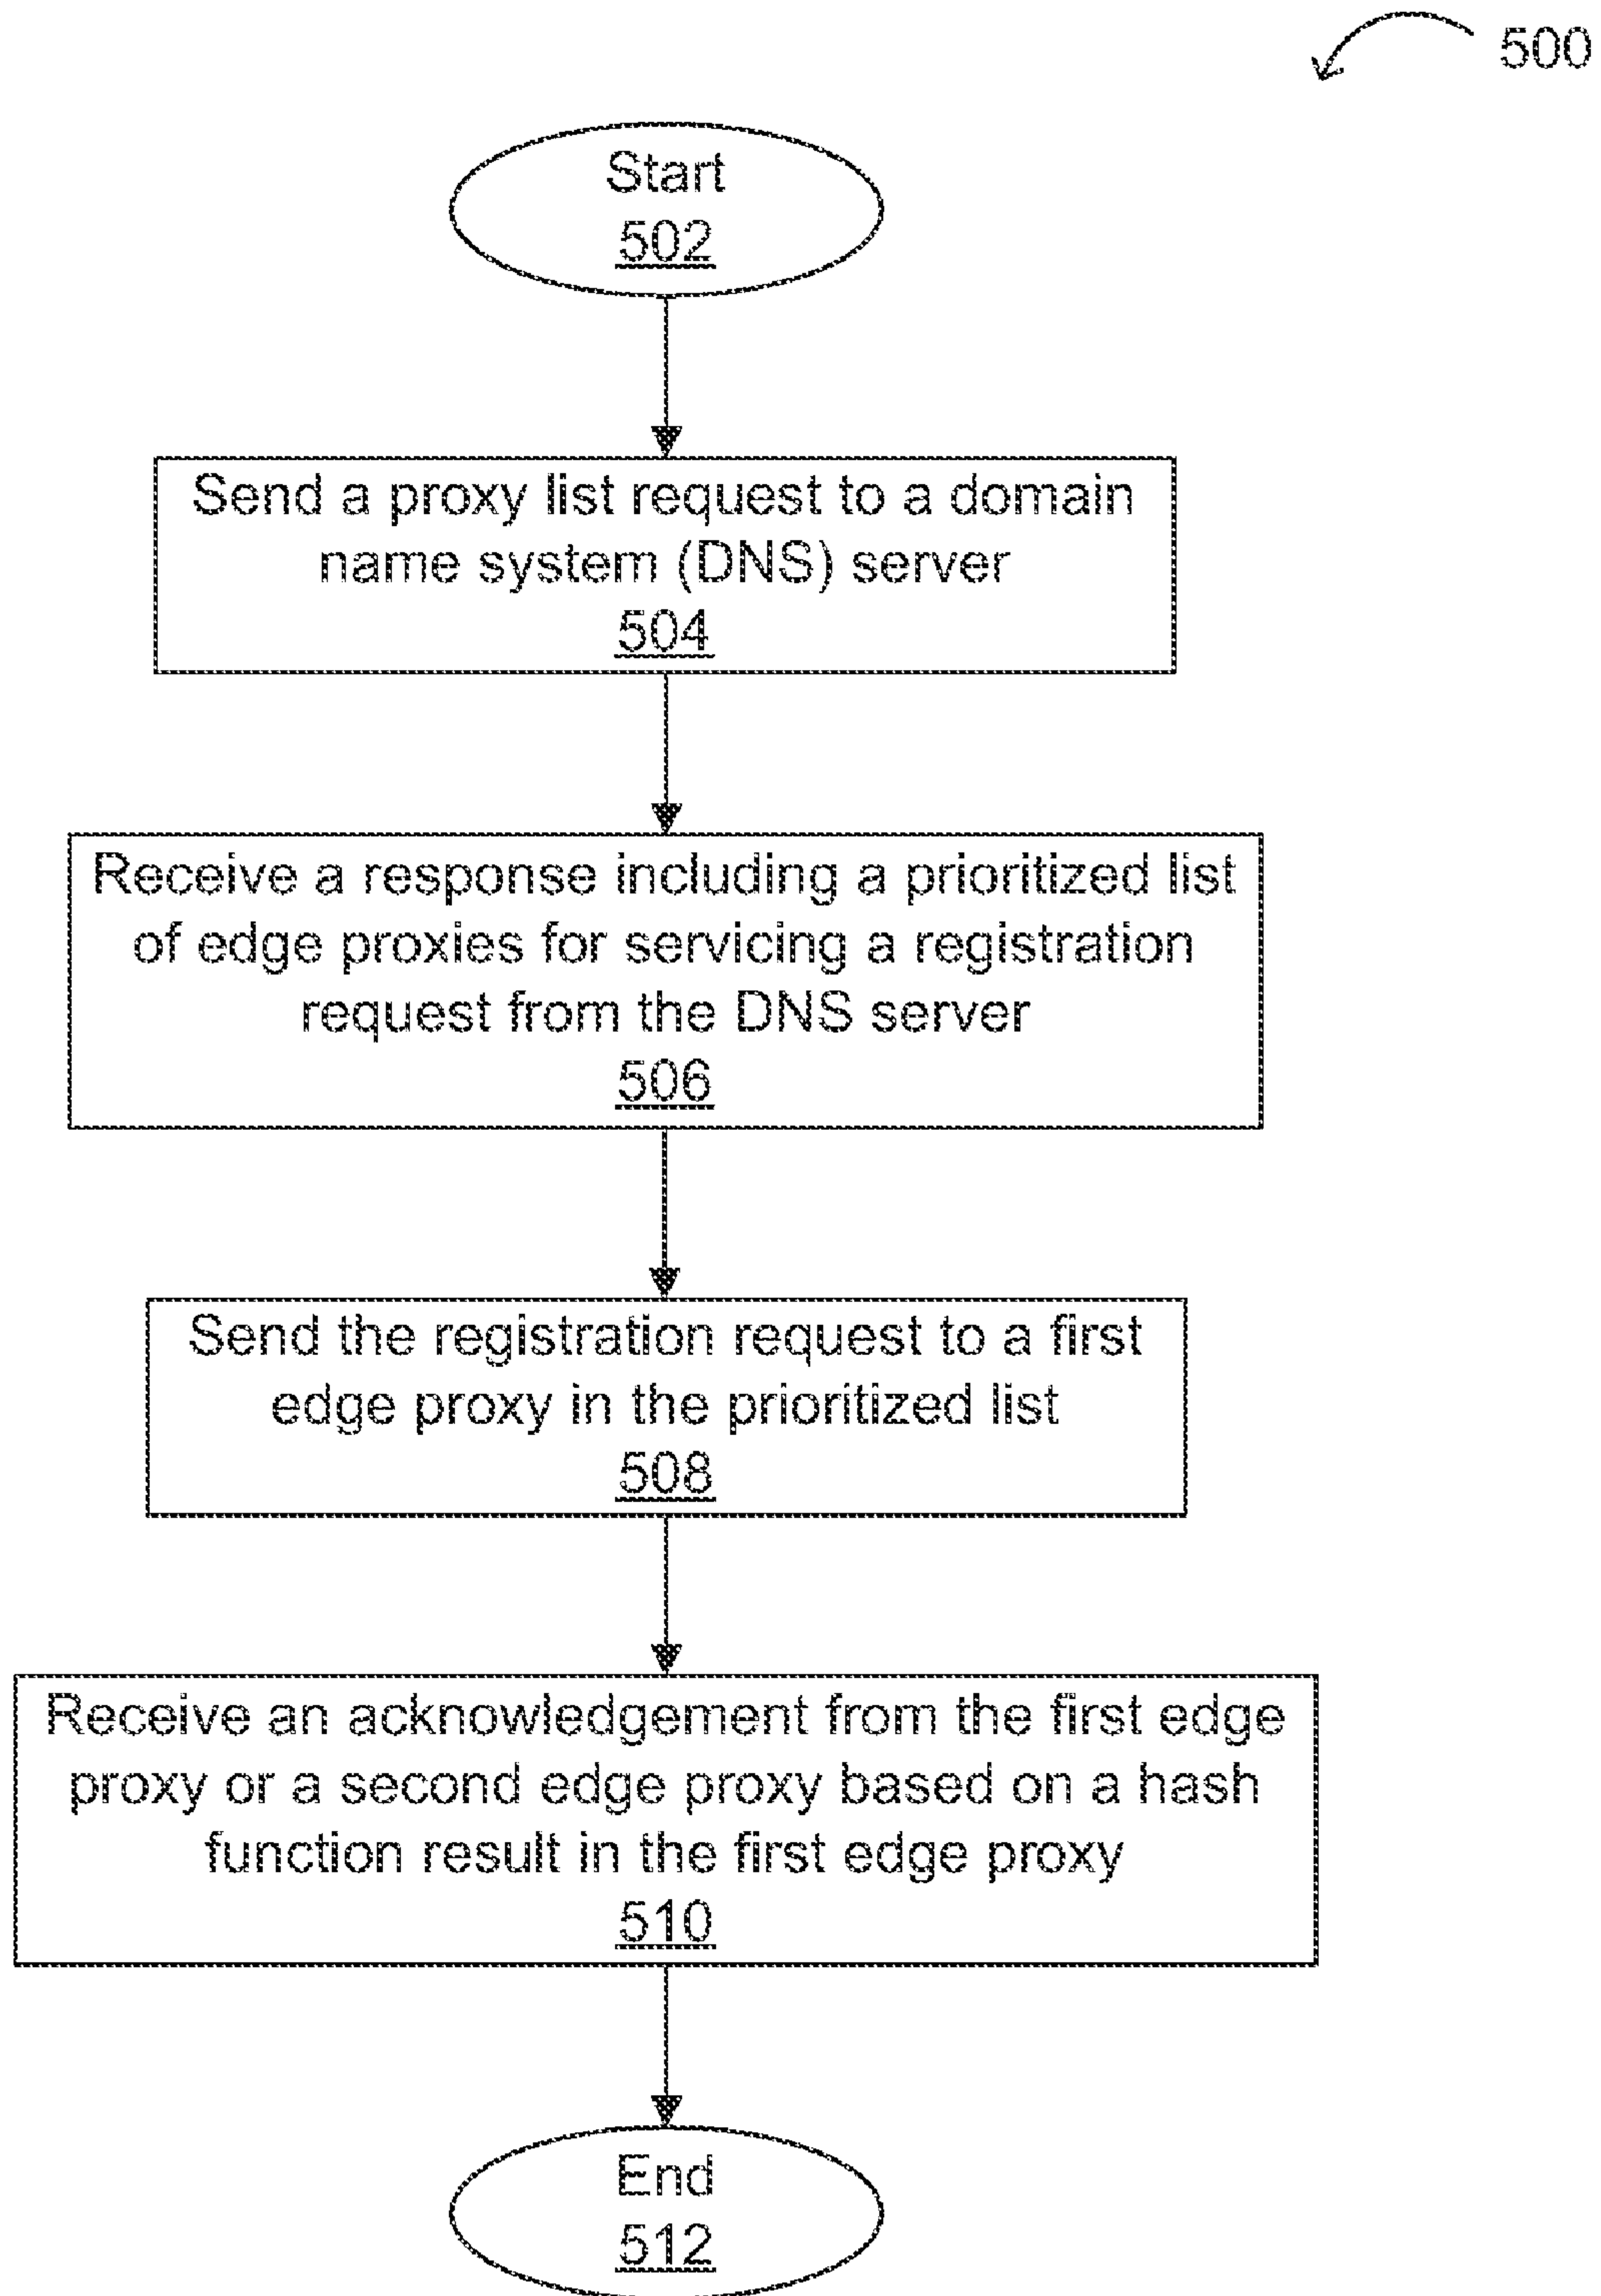 500
Start
502
Send a proxy list request to a domain
name system (DNS) server
504
Receive a response including a prioritized list
of edge proxies for servicing a registration
request from the DNS server
506
Send the registration request to a first
edge proxy in the prioritized list
508
Receive an acknowledgement from the first edge
proxy or a second edge proxy based on a hash
function result in the first edge proxy
510
End
512